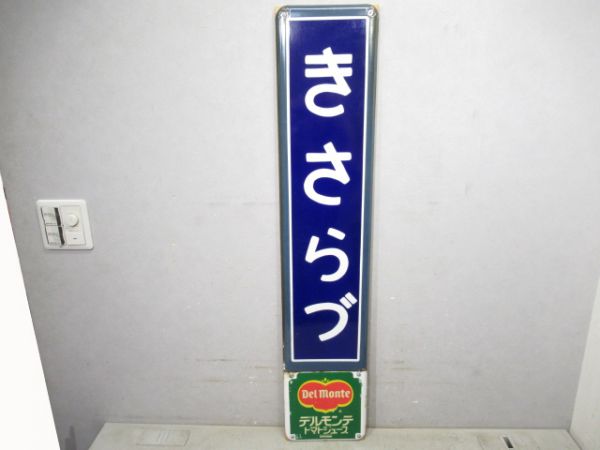 きさらづ
Del Monte
デルモンテ
トマトジュース